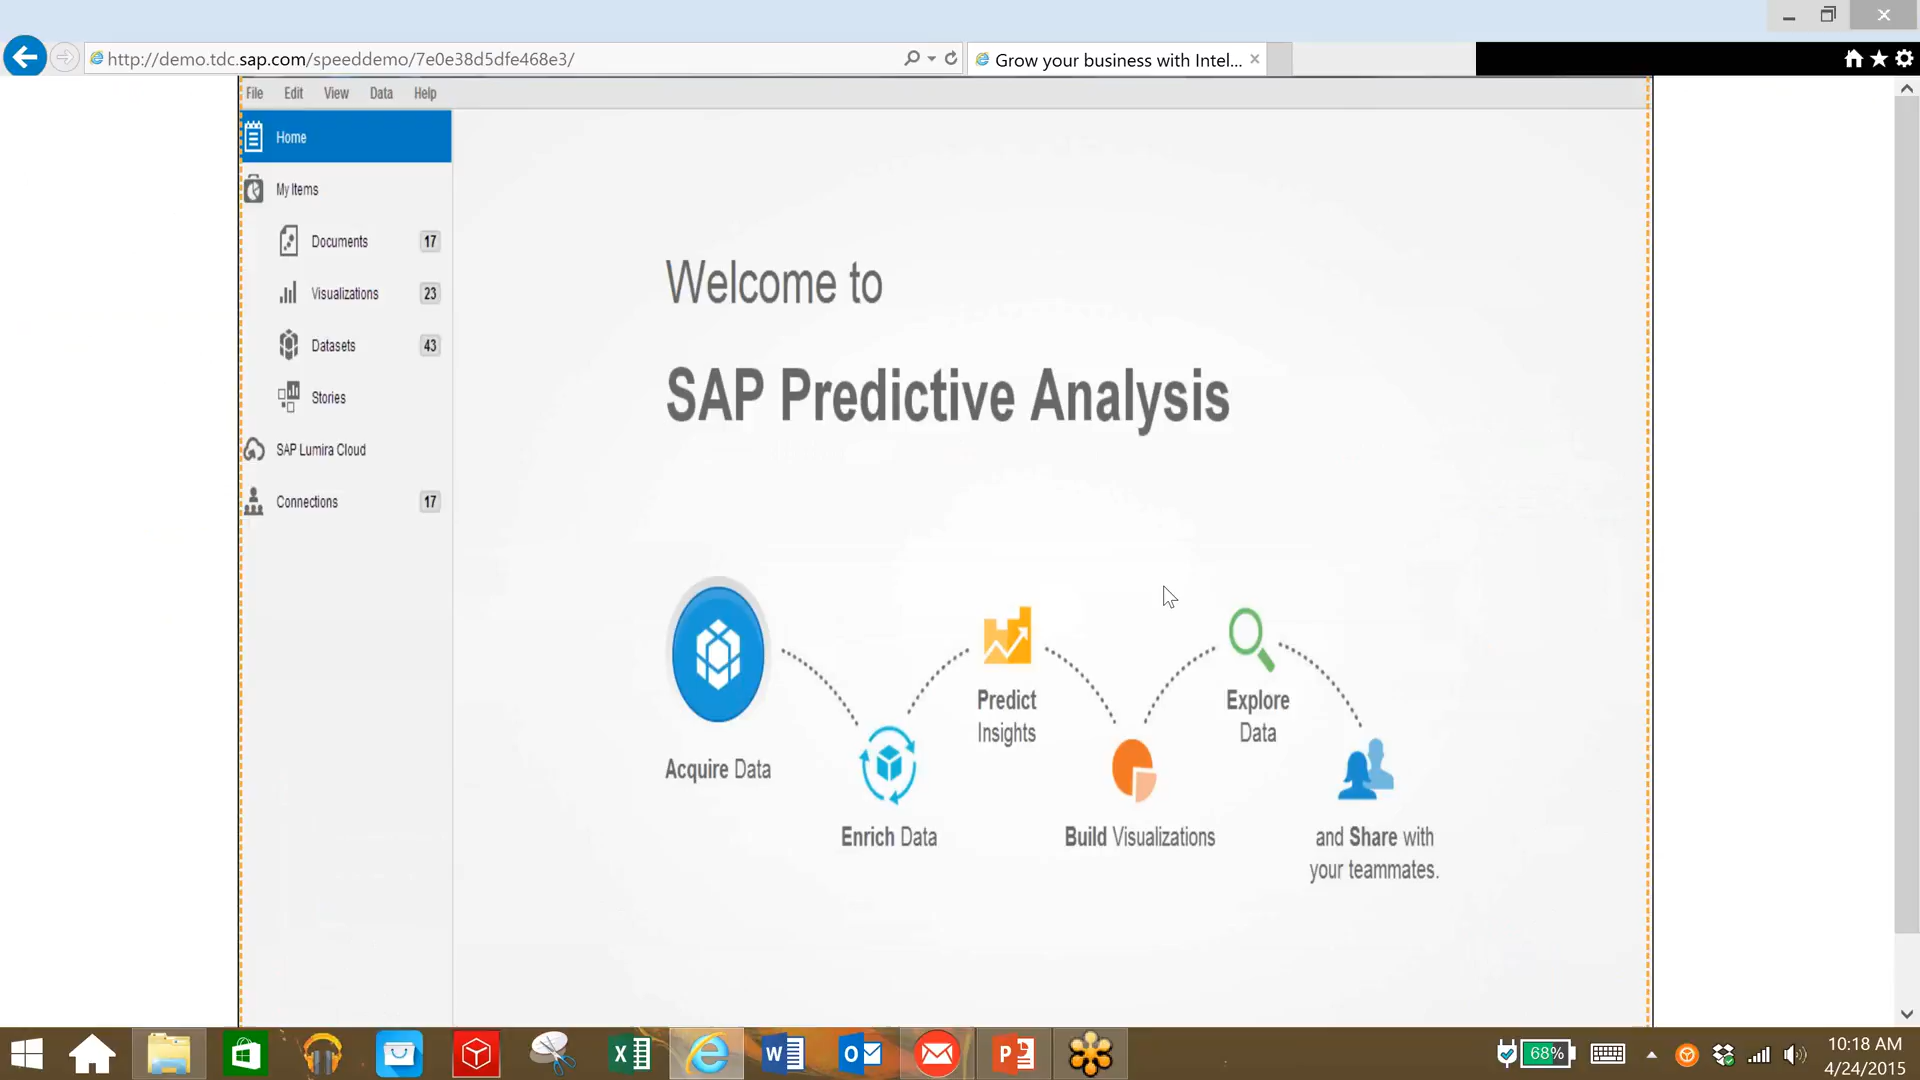 http://demo.tdc.sap.com/speeddemo/7e0e38d5dfe468e3/
Grow your business with Intel...
File Edit View Data Help
Home
My Items
Documents 17
Visualizations 23
Datasets 43
Stories
SAP Lumira Cloud
Connections 17
Welcome to
SAP Predictive Analysis
Acquire Data
Enrich Data
Predict
Insights
Build Visualizations
Explore
Data
and Share with
your teammates.
68%
10:18 AM
4/24/2015